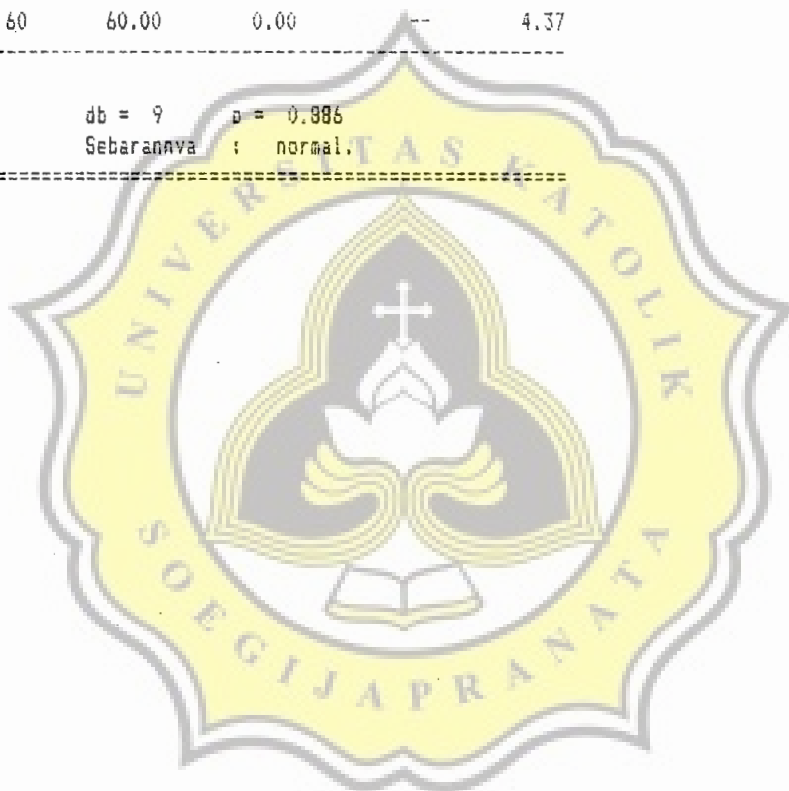 60 60.00 0.00 -- 4.37
db = 9 p = 0.886
Sebarannya : normal.
UNIVERSITAS KATOLIK
SOEGIJAPRANATA